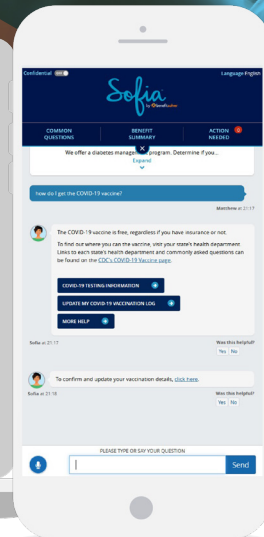 Confidential
Language English
Sofia
by benefitsolver
COMMON
QUESTIONS
BENEFIT
SUMMARY
ACTION
NEEDED
We offer a diabetes management program. Determine if you...
Expand
how do I get the COVID-19 vaccine?
Matthew at 21:17
The COVID-19 vaccine is free, regardless if you have insurance or not.
To find out where you can the vaccine, visit your state's health department
Links to each state's health department and commonly asked questions can
be found on the CDC's COVID-19 Vaccine page.
COVID-19 TESTING INFORMATION
UPDATE MY COVID-19 VACCINATION LOG
MORE HELP
Sofia at 21:17
Was this helpful?
Yes No
To confirm and update your vaccination details, click here.
Sofia at 21:18
Was this helpful?
Yes No
PLEASE TYPE OR SAY YOUR QUESTION
Send